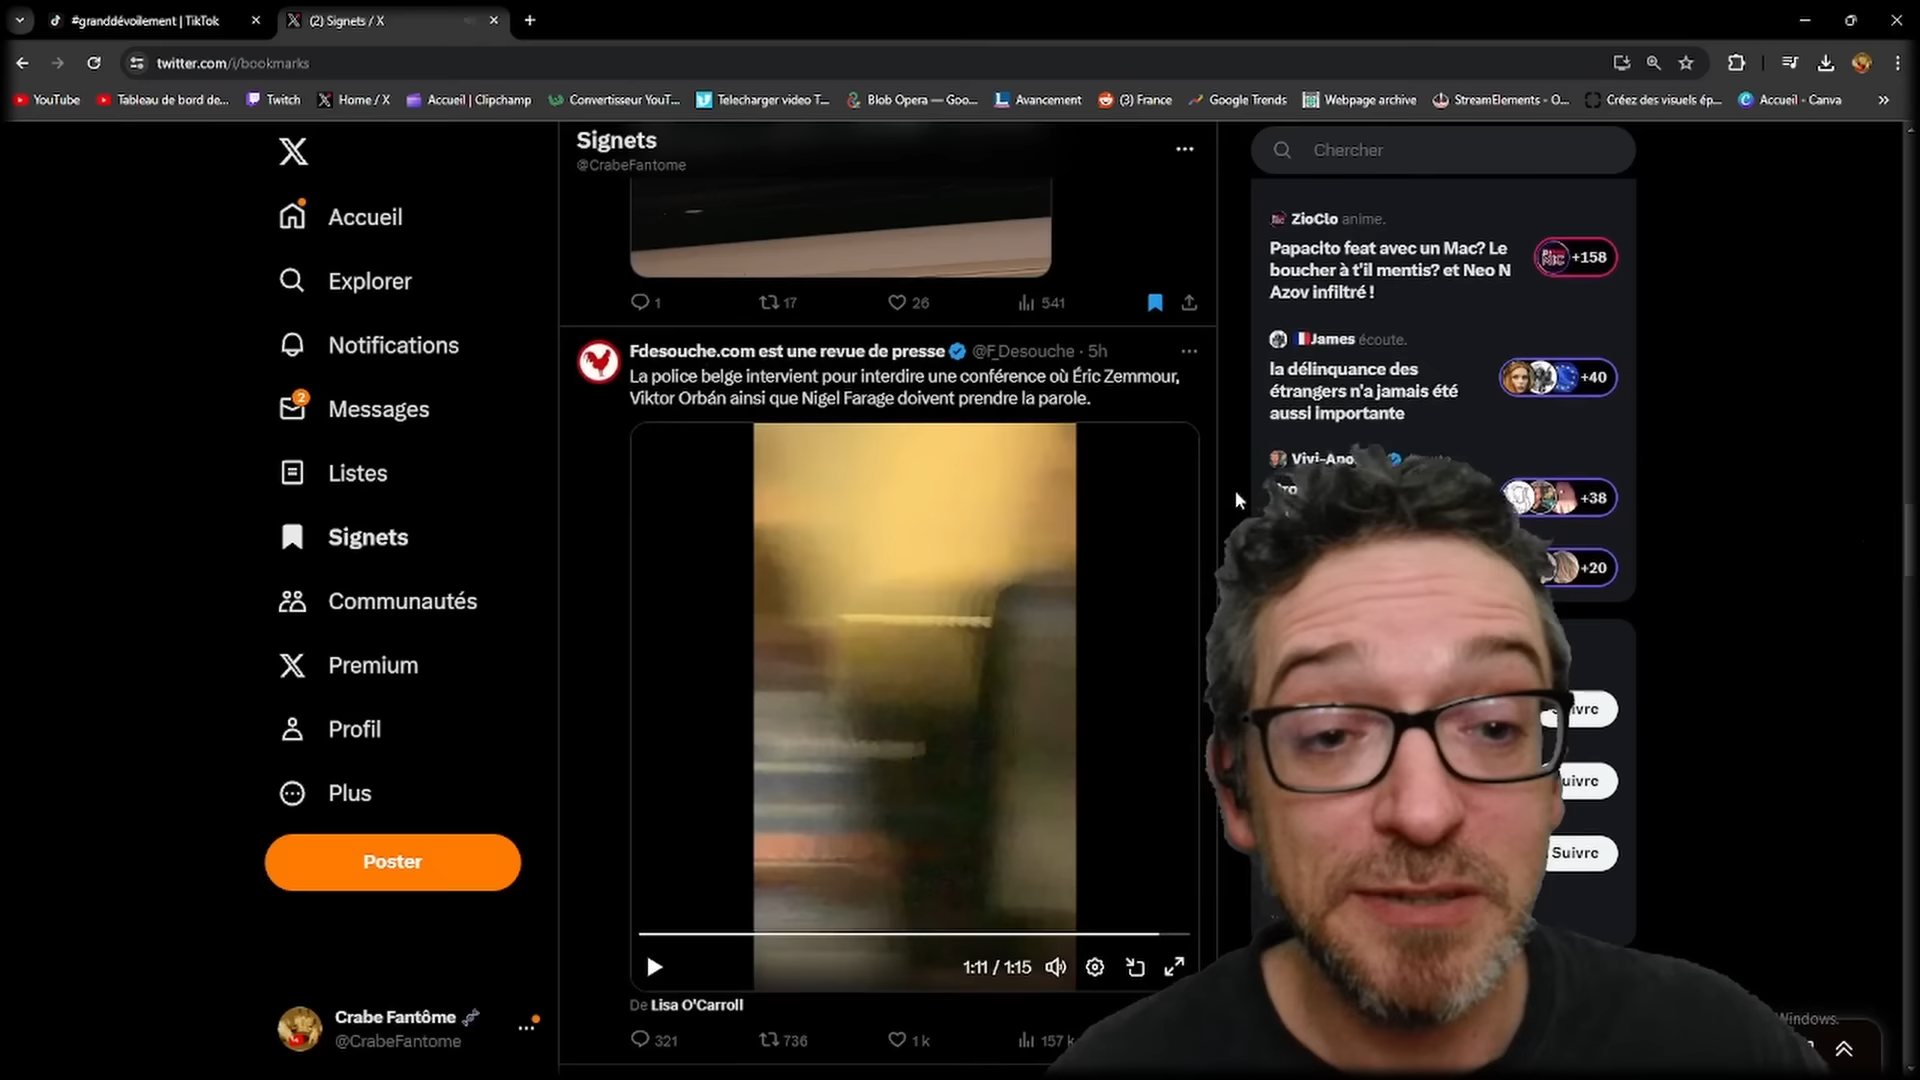 #granddévoilement | TikTok
(2) Signets / X
twitter.com/i/bookmarks
YouTube
Tableau de bord de...
Twitch
Home / X
Accueil | Clipchamp
Convertisseur YouT...
Telecharger video T...
Blob Opera — Goo...
Avancement
(3) France
Google Trends
Webpage archive
StreamElements - O...
Créez des visuels ép...
Accueil - Canva
Accueil
Explorer
Notifications
2
Messages
Listes
Signets
Communautés
Premium
Profil
Plus
Poster
Crabe Fantôme
@CrabeFantome
Signets
@CrabeFantome
1
17
26
541
Fdesouche.com est une revue de presse @F_Desouche · 5h
La police belge intervient pour interdire une conférence où Éric Zemmour,
Viktor Orbán ainsi que Nigel Farage doivent prendre la parole.
1:11 / 1:15
De Lisa O'Carroll
321
736
1 k
157 k
Chercher
ZioClo anime.
Papacito feat avec un Mac? Le
boucher à t'il mentis? et Neo N
Azov infiltré !
+158
James écoute.
la délinquance des
étrangers n'a jamais été
aussi importante
+40
+38
+20
Suivre
Windows.